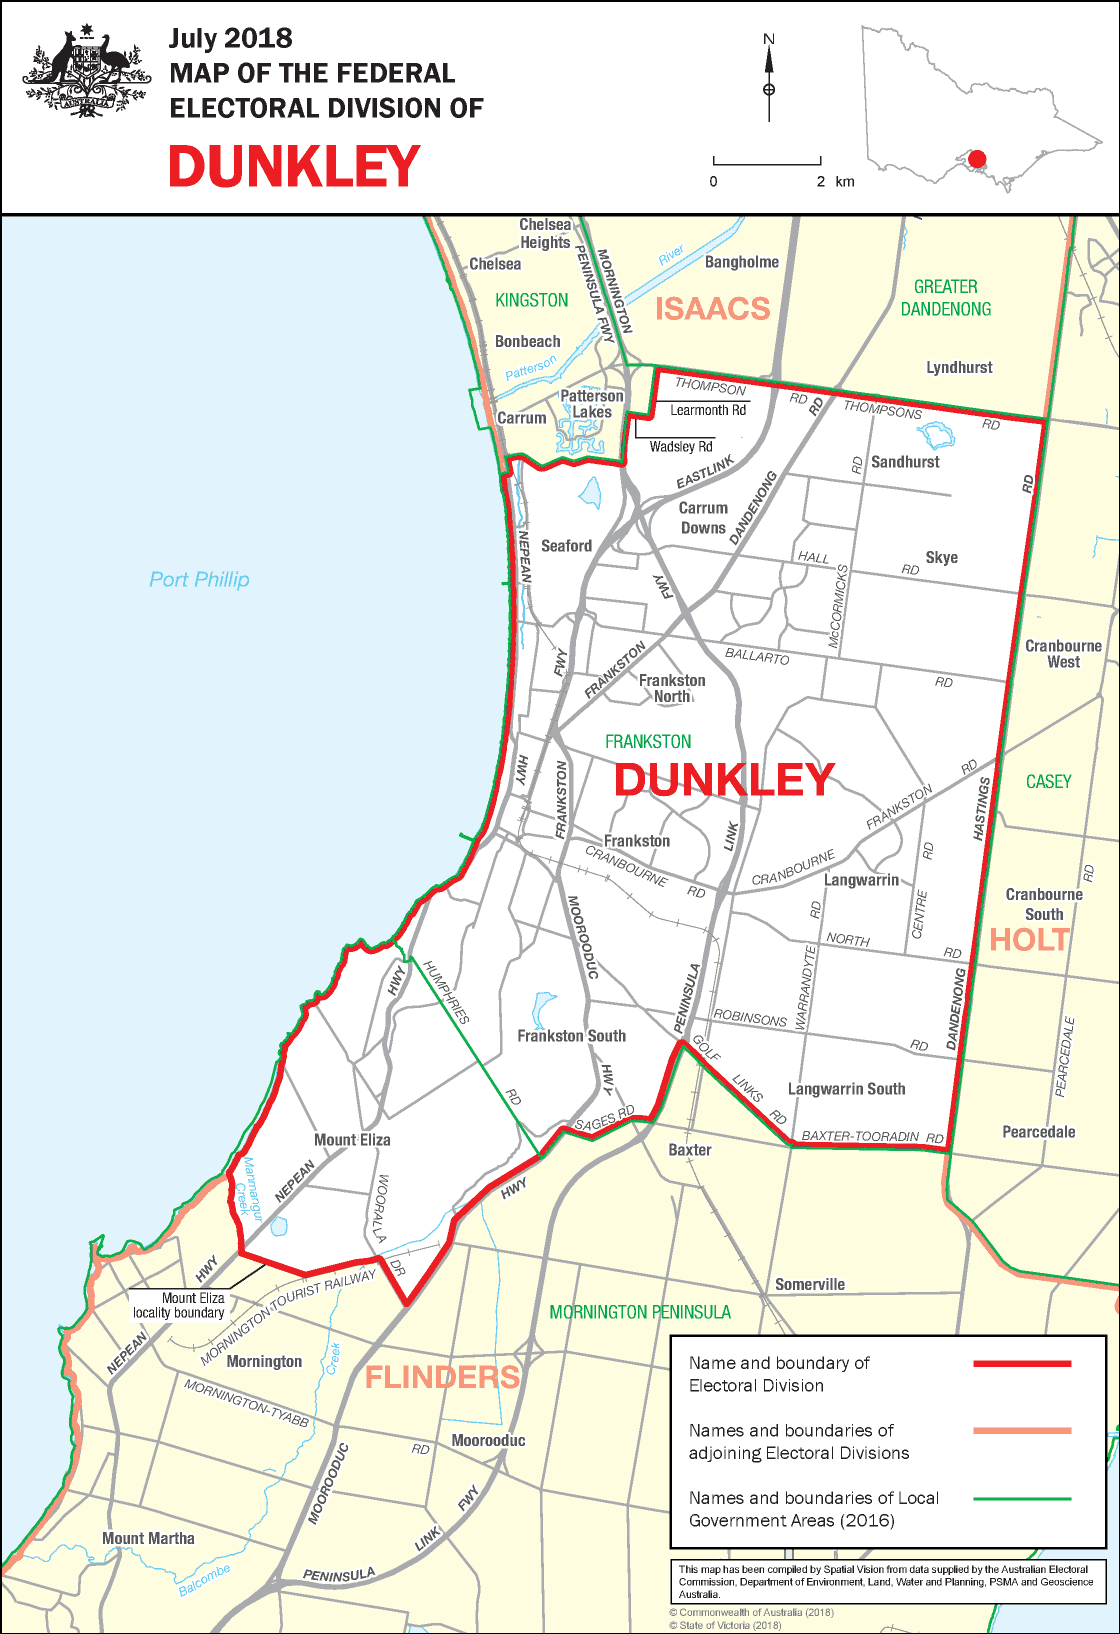 July 2018
MAP OF THE FEDERAL
ELECTORAL DIVISION OF
DUNKLEY
AUSTRALIA
N
0 2 km
Chelsea
Heights
Chelsea
KINGSTON
Bonbeach
Patterson
River
MORNINGTON
PENINSULA FWY
Bangholme
ISAACS
GREATER
DANDENONG
Lyndhurst
Patterson
Lakes
Carrum
THOMPSON
RD
RD
THOMPSONS
RD
Learmonth Rd
Wadsley Rd
EASTLINK
DANDENONG
RD
Sandhurst
RD
Carrum
Downs
Seaford
NEPEAN
Port Phillip
HALL
RD
Skye
McCORMICKS
FWY
FWY
FRANKSTON
BALLARTO
RD
Cranbourne
West
Frankston
North
FRANKSTON
DUNKLEY
HWY
FRANKSTON
HASTINGS
CASEY
RD
FRANKSTON
LINK
Frankston
CRANBOURNE
RD
CRANBOURNE
Langwarrin
RD
CENTRE
RD
RD
Cranbourne
South
HOLT
MOOROODUC
NORTH
RD
WARRANDYTE
HWY
HUMPHRIES
RD
PENINSULA
DANDENONG
Frankston South
ROBINSONS
RD
PEARCEDALE
GOLF
LINKS
RD
HWY
SAGES RD
Langwarrin South
BAXTER-TOORADIN RD
Pearcedale
Mount Eliza
Baxter
Manmangur
Creek
NEPEAN
WOORALLA
DR
HWY
HWY
Mount Eliza
locality boundary
MORNINGTON TOURIST RAILWAY
Somerville
MORNINGTON PENINSULA
NEPEAN
Mornington
Creek
FLINDERS
MORNINGTON-TYABB
RD
Moorooduc
MOOROODUC
FWY
LINK
Mount Martha
Balcombe
PENINSULA
Name and boundary of
Electoral Division
Names and boundaries of
adjoining Electoral Divisions
Names and boundaries of Local
Government Areas (2016)
This map has been compiled by Spatial Vision from data supplied by the Australian Electoral
Commission, Department of Environment, Land, Water and Planning, PSMA and Geoscience
Australia.
© Commonwealth of Australia (2018)
© State of Victoria (2018)